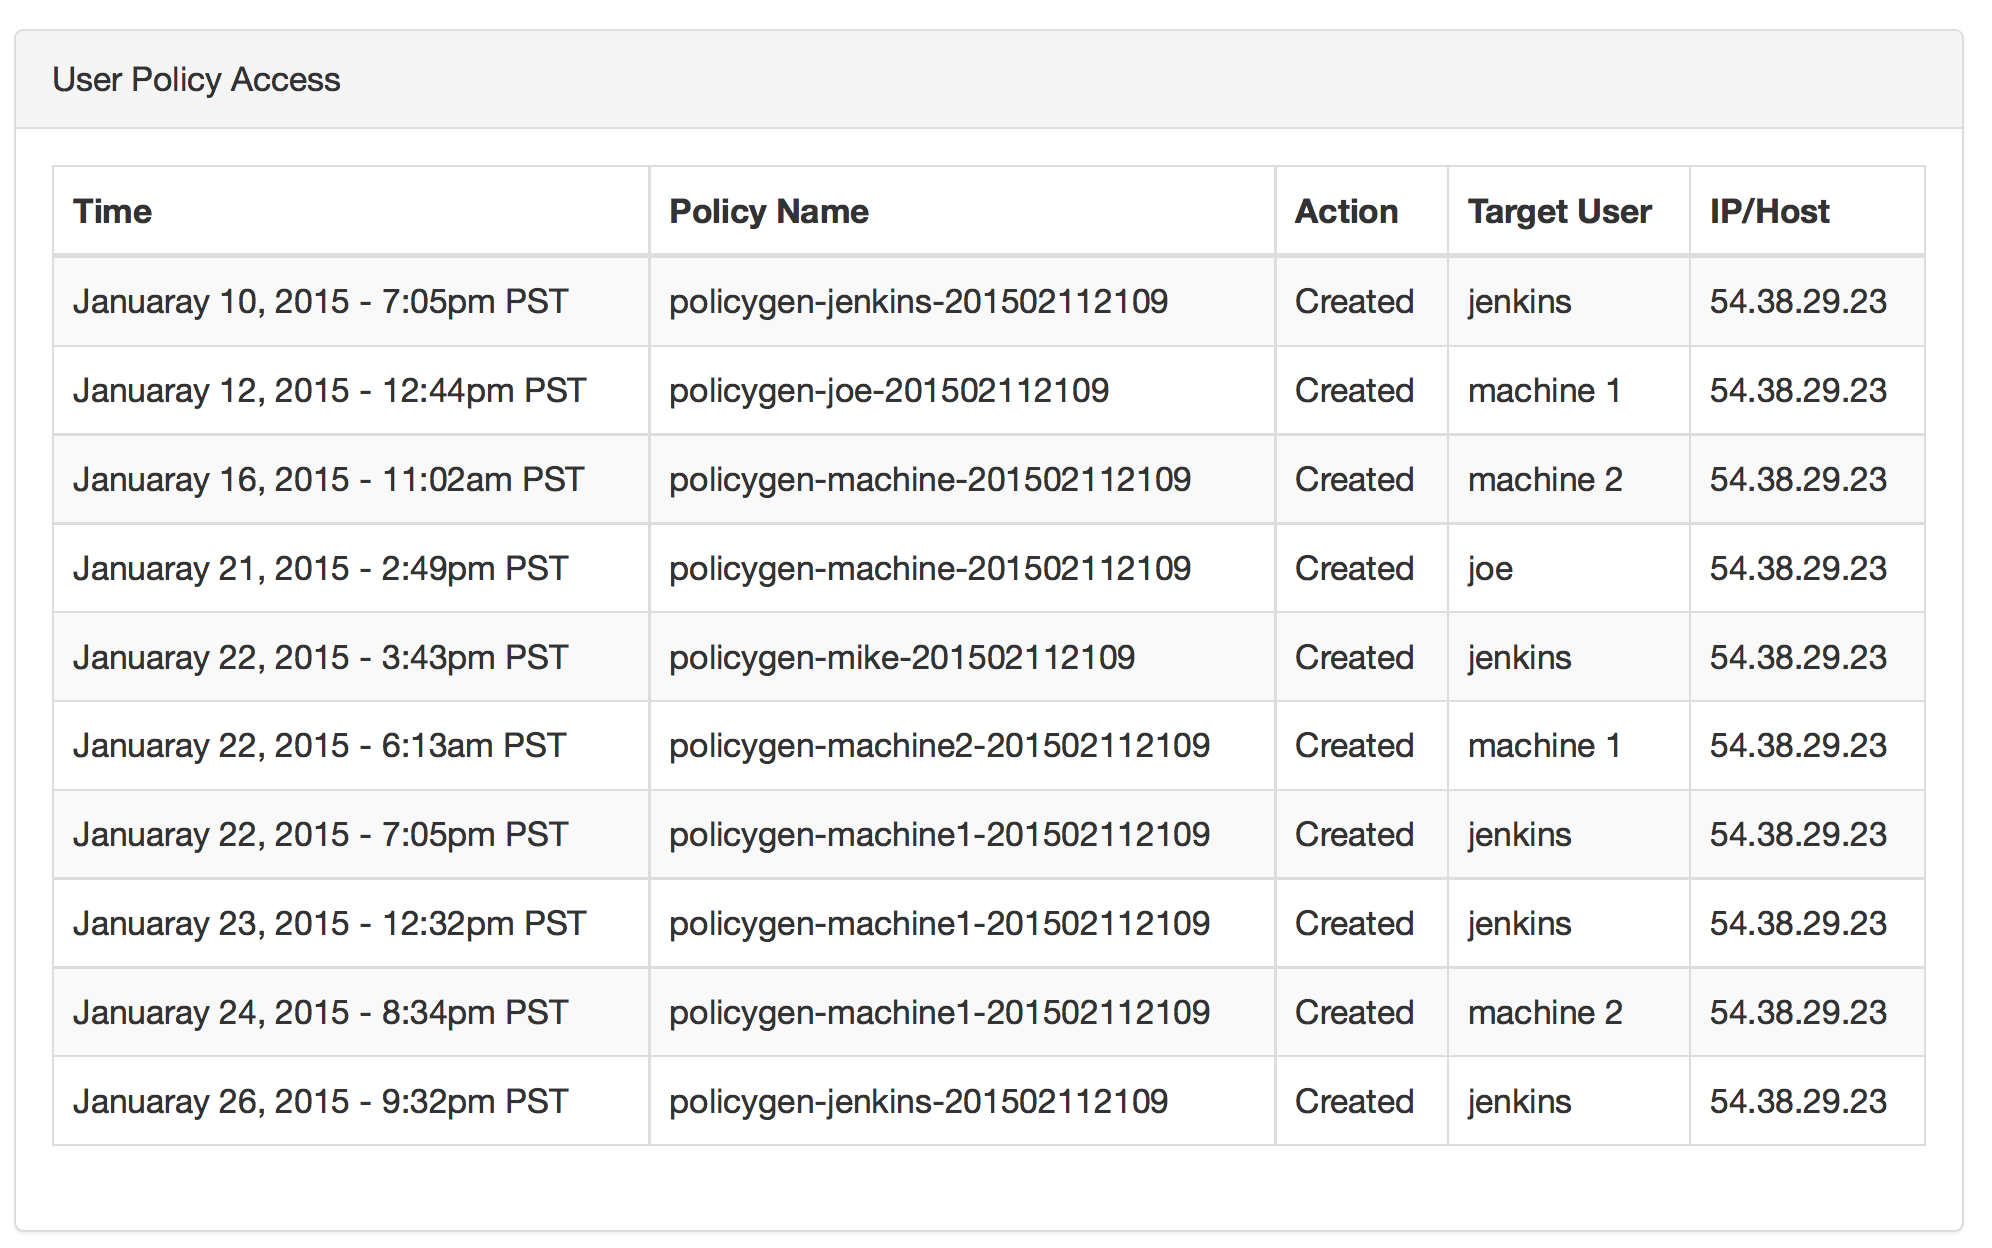 User Policy Access
Time Policy Name Action Target User IP/Host
Januaray 10, 2015 - 7:05pm PST policygen-jenkins-201502112109 Created jenkins 54.38.29.23
Januaray 12, 2015 - 12:44pm PST policygen-joe-201502112109 Created machine 1 54.38.29.23
Januaray 16, 2015 - 11:02am PST policygen-machine-201502112109 Created machine 2 54.38.29.23
Januaray 21, 2015 - 2:49pm PST policygen-machine-201502112109 Created joe 54.38.29.23
Januaray 22, 2015 - 3:43pm PST policygen-mike-201502112109 Created jenkins 54.38.29.23
Januaray 22, 2015 - 6:13am PST policygen-machine2-201502112109 Created machine 1 54.38.29.23
Januaray 22, 2015 - 7:05pm PST policygen-machine1-201502112109 Created jenkins 54.38.29.23
Januaray 23, 2015 - 12:32pm PST policygen-machine1-201502112109 Created jenkins 54.38.29.23
Januaray 24, 2015 - 8:34pm PST policygen-machine1-201502112109 Created machine 2 54.38.29.23
Januaray 26, 2015 - 9:32pm PST policygen-jenkins-201502112109 Created jenkins 54.38.29.23